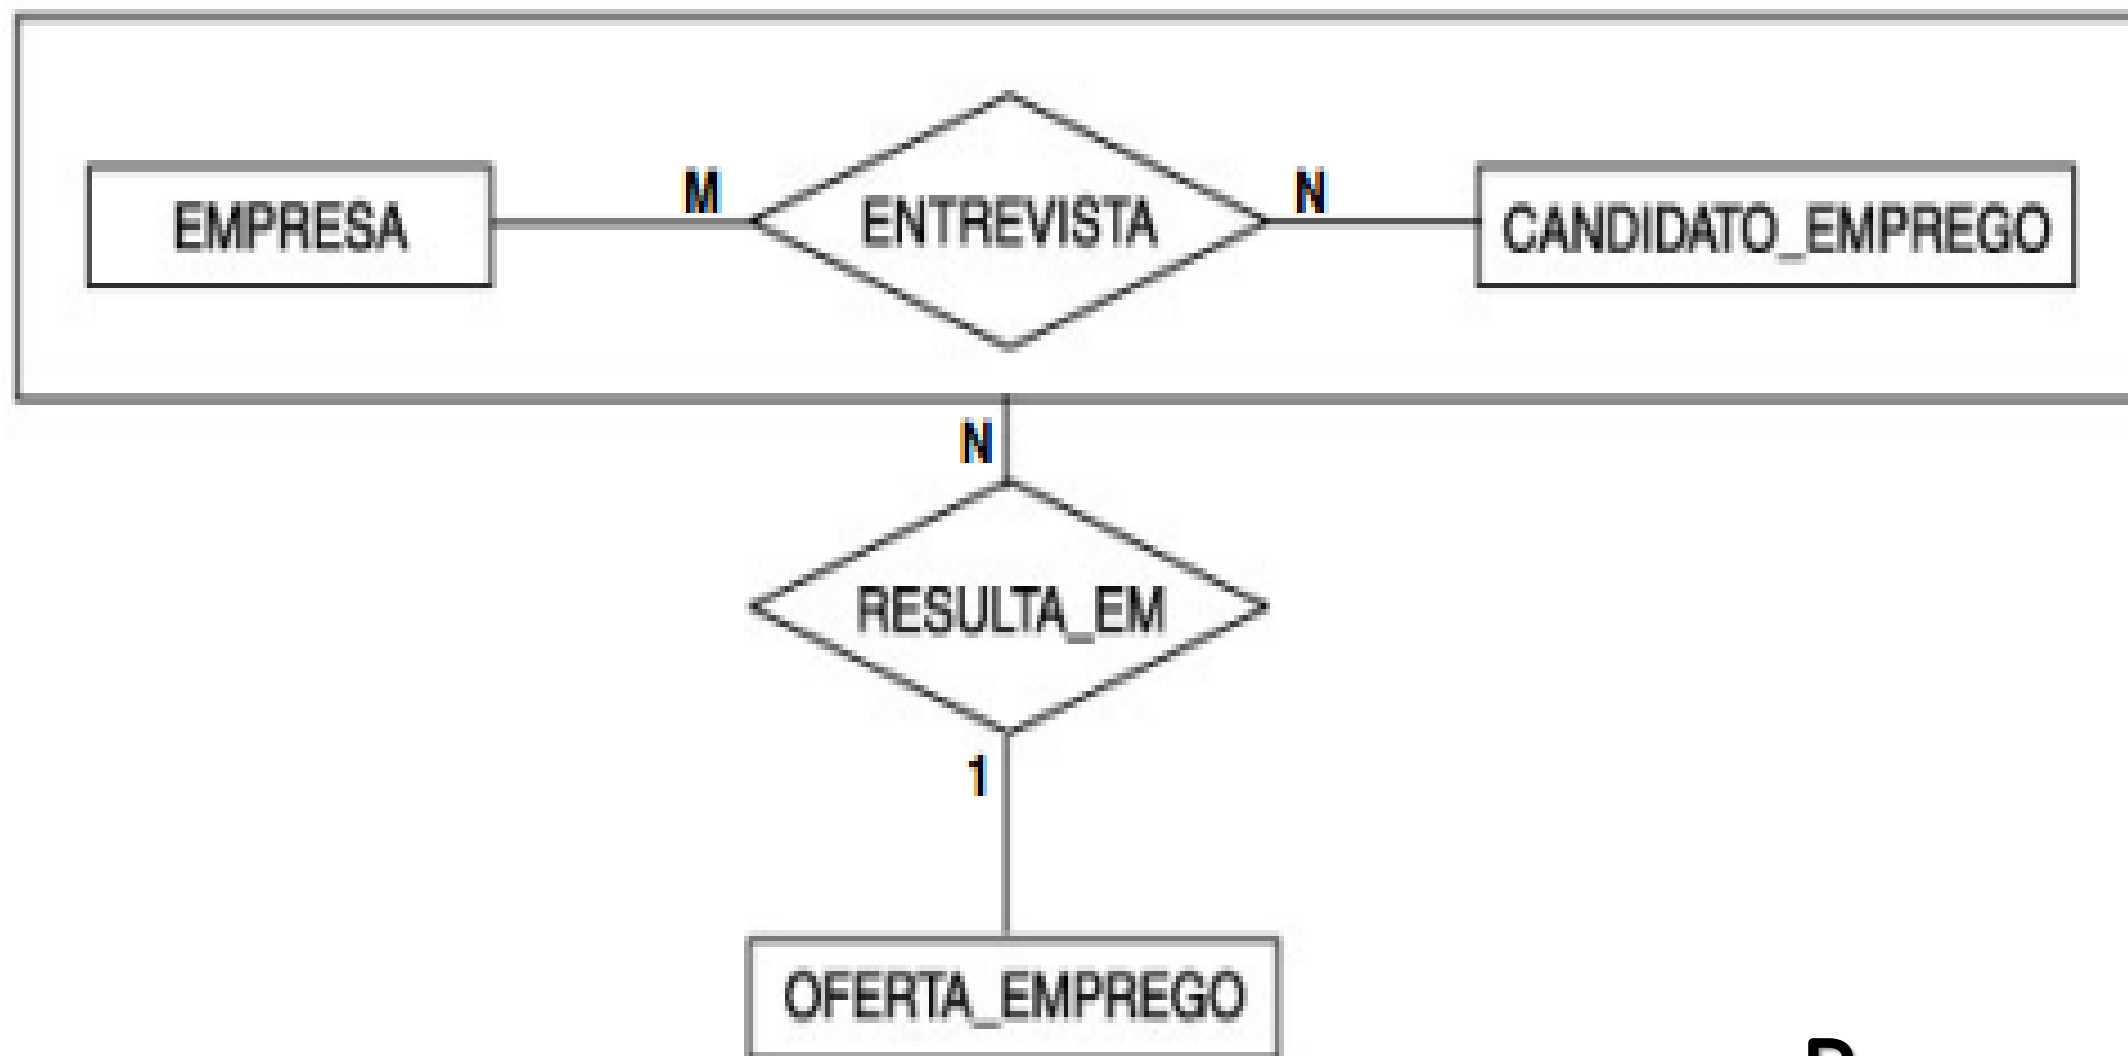 M N
EMPRESA ENTREVISTA CANDIDATO_EMPREGO
N
RESULTA_EM
1
OFERTA_EMPREGO